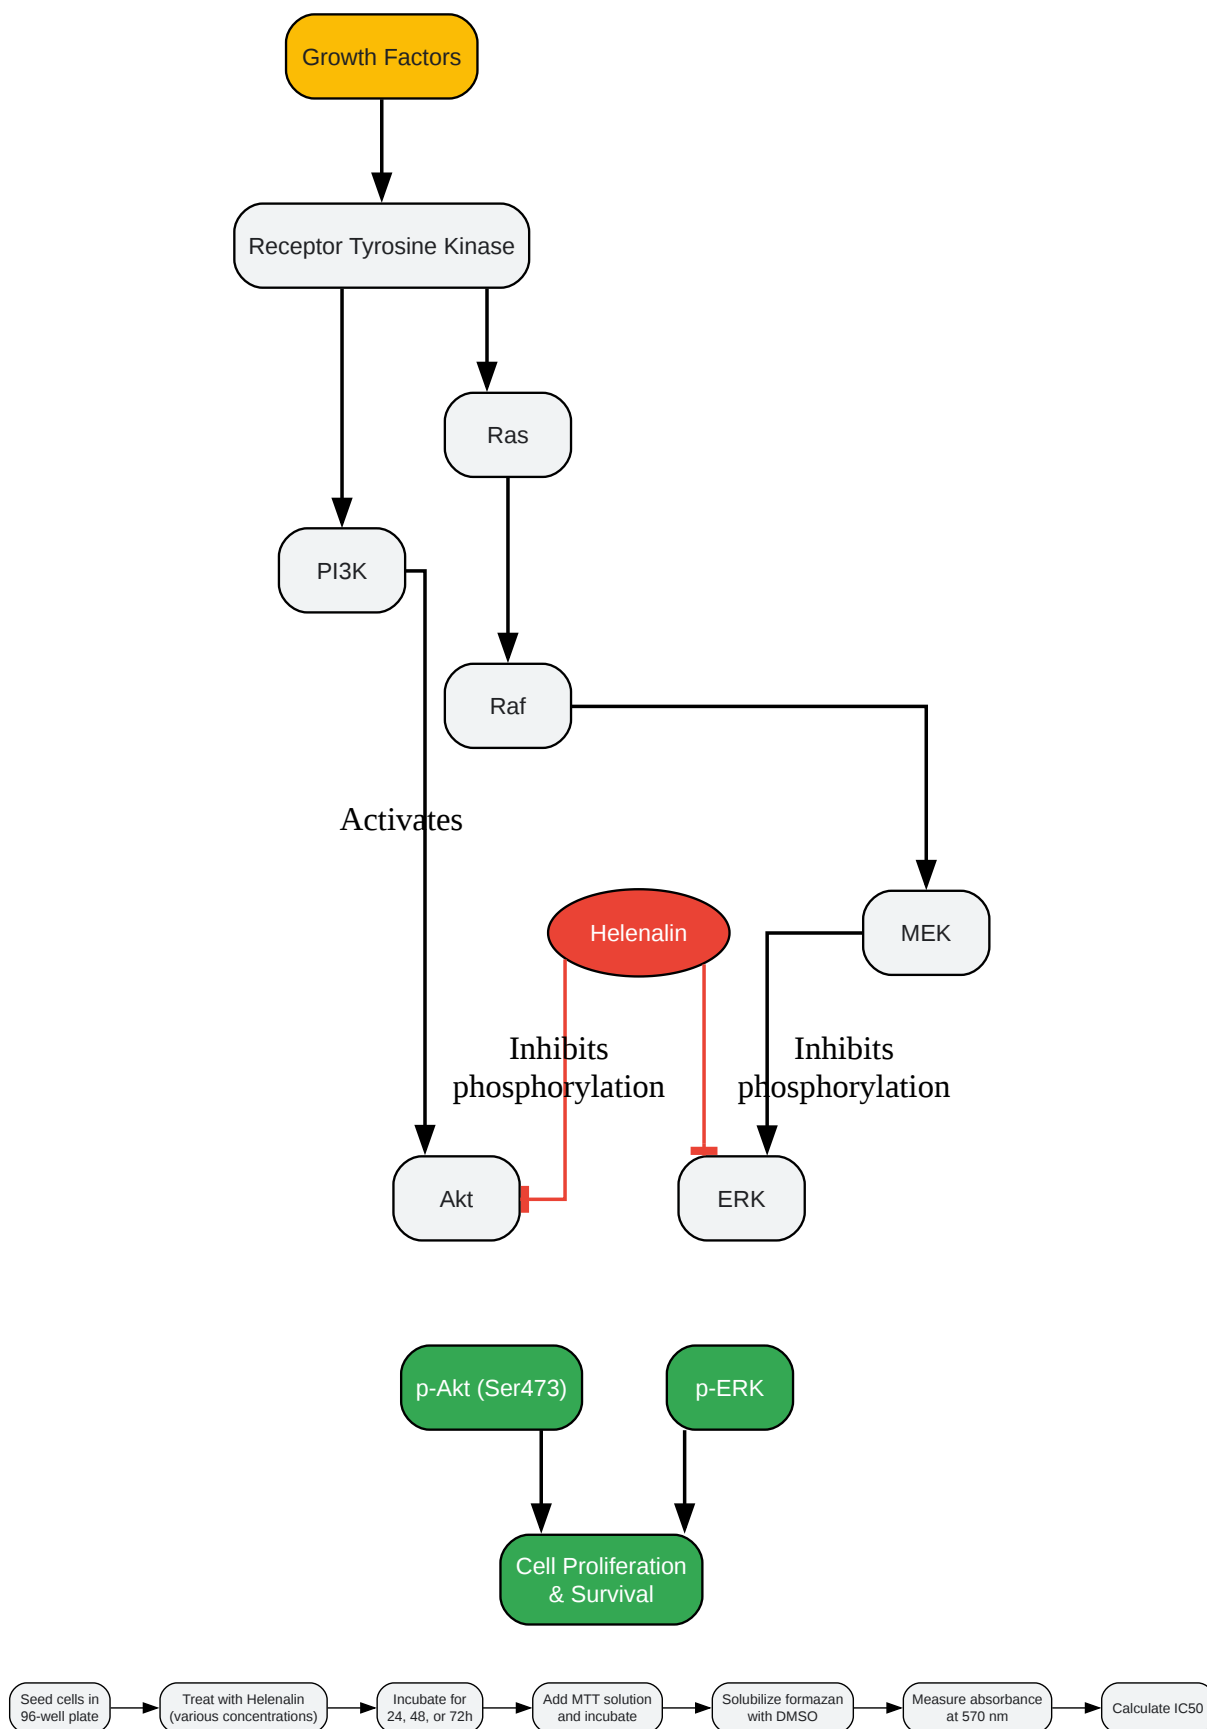 Growth Factors
Receptor Tyrosine Kinase
Ras
PI3K
Raf
Activates
Helenalin
MEK
Inhibits
phosphorylation
Inhibits
phosphorylation
Akt
ERK
p-Akt (Ser473)
p-ERK
Cell Proliferation
& Survival
Seed cells in
96-well plate
Treat with Helenalin
(various concentrations)
Incubate for
24, 48, or 72h
Add MTT solution
and incubate
Solubilize formazan
with DMSO
Measure absorbance
at 570 nm
Calculate IC50